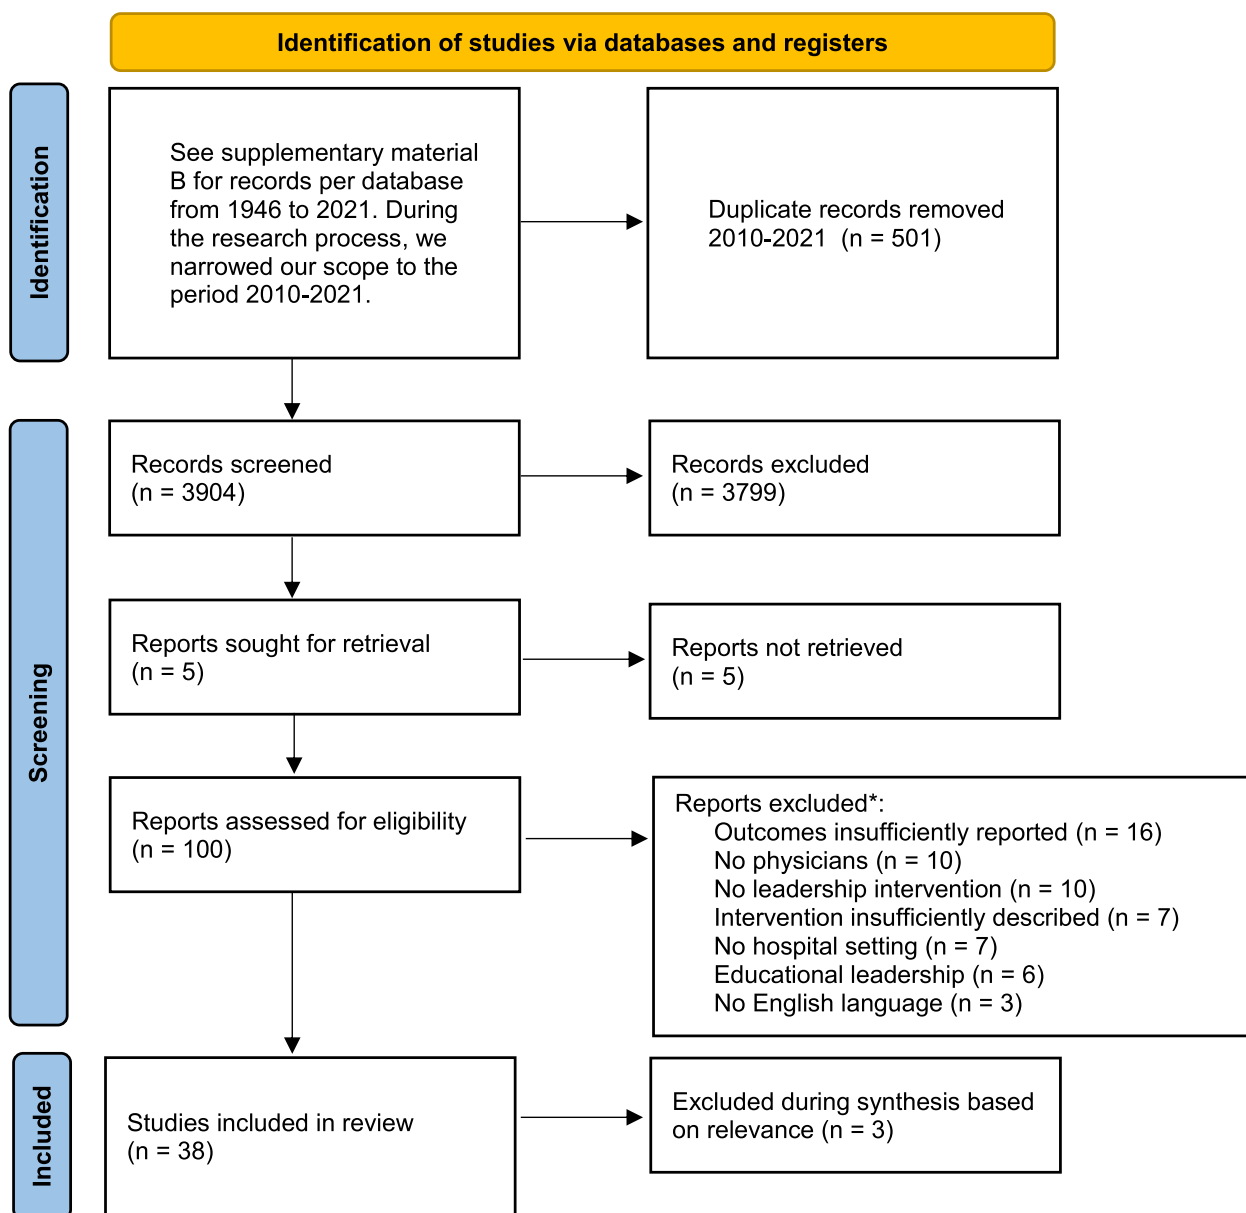 Identification of studies via databases and registers
Identification
See supplementary material
B for records per database
from 1946 to 2021. During
the research process, we
narrowed our scope to the
period 2010-2021.
Duplicate records removed
2010-2021  (n = 501)
Screening
Records screened
(n = 3904)
Records excluded
(n = 3799)
Reports sought for retrieval
(n = 5)
Reports not retrieved
(n = 5)
Reports assessed for eligibility
(n = 100)
Reports excluded*:
Outcomes insufficiently reported (n = 16)
No physicians (n = 10)
No leadership intervention (n = 10)
Intervention insufficiently described (n = 7)
No hospital setting (n = 7)
Educational leadership (n = 6)
No English language (n = 3)
Included
Studies included in review
(n = 38)
Excluded during synthesis based
on relevance (n = 3)